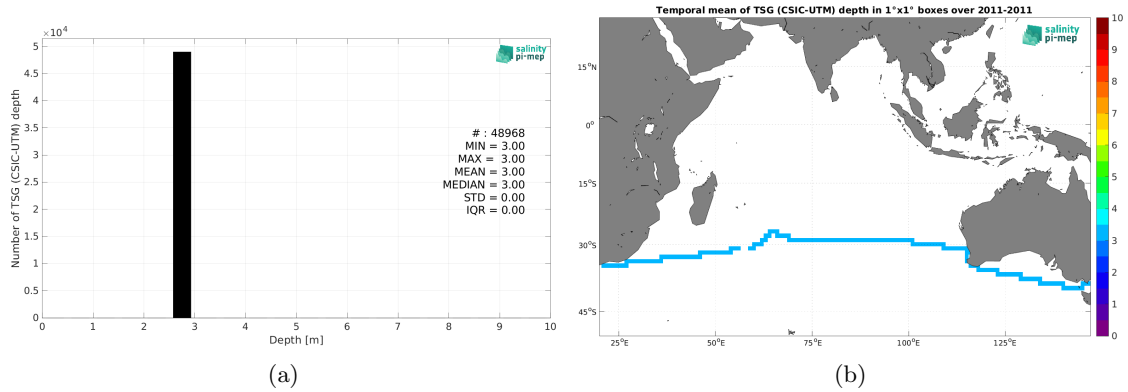 ×10⁴
5
4.5
4
3.5
3
2.5
2
1.5
1
0.5
0
Number of TSG (CSIC-UTM) depth
salinity
pi-mep
# : 48968
MIN = 3.00
MAX = 3.00
MEAN = 3.00
MEDIAN = 3.00
STD = 0.00
IQR = 0.00
0 1 2 3 4 5 6 7 8 9 10
Depth [m]
(a)
Temporal mean of TSG (CSIC-UTM) depth in 1°x1° boxes over 2011-2011
salinity
pi-mep
15°N
0°
15°S
30°S
45°S
25°E 50°E 75°E 100°E 125°E
10
9
8
7
6
5
4
3
2
1
0
(b)